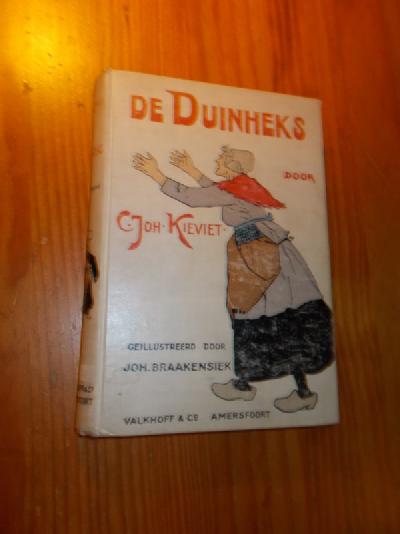 DE DUINHEKS
DOOR
C. JOH. KIEVIET.
GEÏLLUSTREERD DOOR
JOH. BRAAKENSIEK
VALKHOFF & Co AMERSFOORT